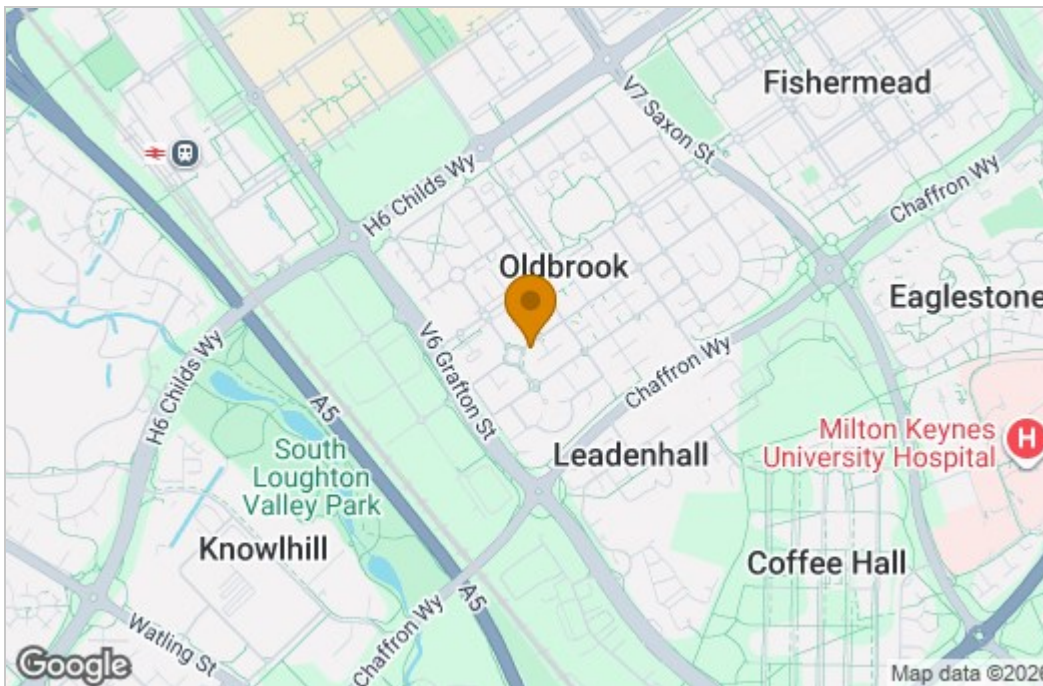 Fishermead
V7 Saxon St
H6 Childs Wy
Chaffron Wy
Oldbrook
Eaglestone
H6 Childs Wy
V6 Grafton St
A5
Chaffron Wy
South
Loughton
Valley Park
Leadenhall
Milton Keynes
University Hospital
H
Knowlhill
Coffee Hall
A5
Chaffron Wy
Watling St
Google
Map data ©2026